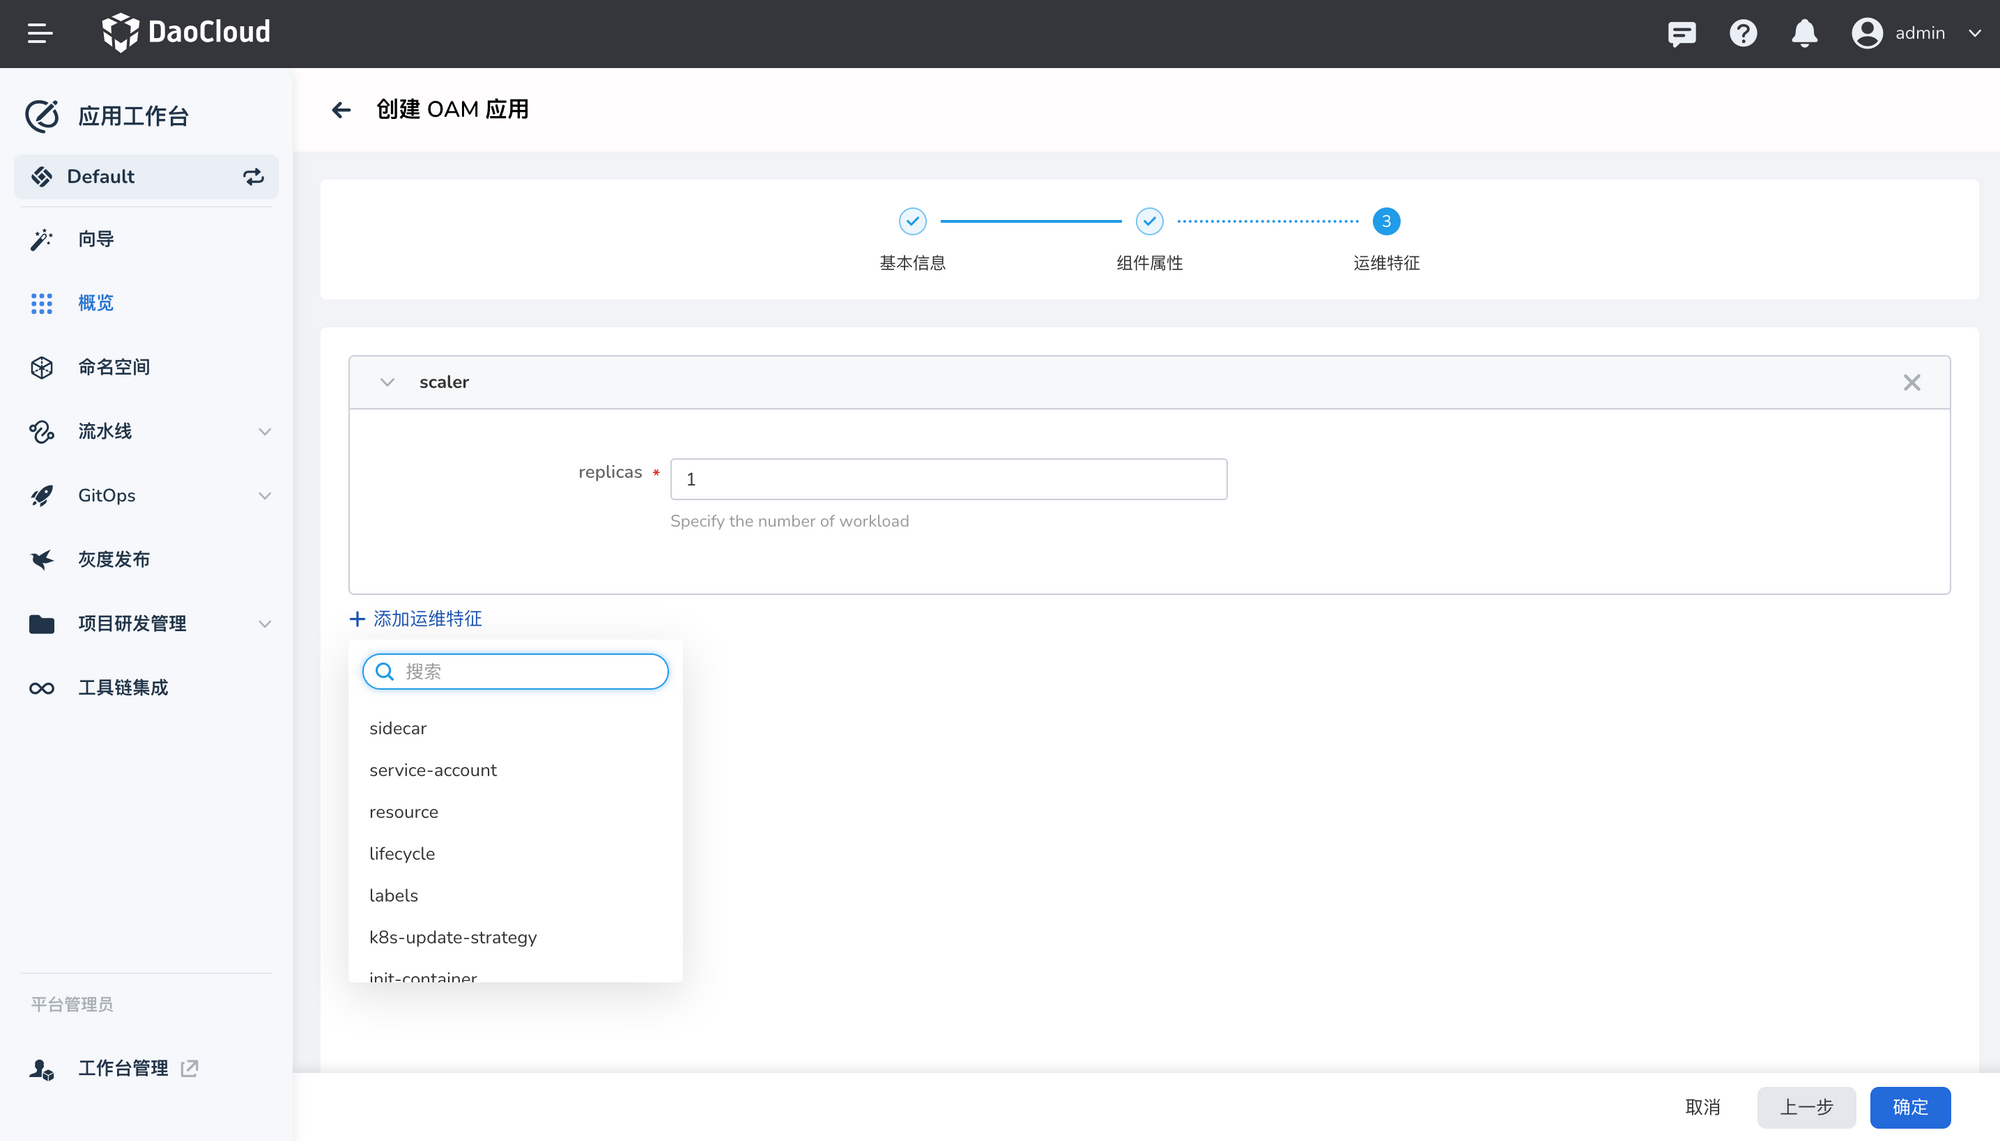 DaoCloud
admin
应用工作台
Default
向导
概览
命名空间
流水线
GitOps
灰度发布
项目研发管理
工具链集成
平台管理员
工作台管理
创建 OAM 应用
3
基本信息
组件属性
运维特征
scaler
replicas *
1
Specify the number of workload
添加运维特征
搜索
sidecar
service-account
resource
lifecycle
labels
k8s-update-strategy
init-container
取消
上一步
确定